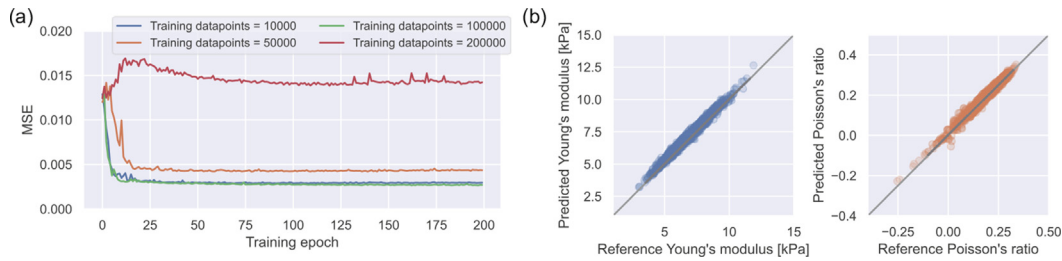 (a)
0.020
0.015
0.010
0.005
0.000
MSE
Training datapoints = 10000
Training datapoints = 50000
Training datapoints = 100000
Training datapoints = 200000
0 25 50 75 100 125 150 175 200
Training epoch
(b)
Predicted Young's modulus [kPa]
15.0
12.5
10.0
7.5
5.0
2.5
5 10 15
Reference Young's modulus [kPa]
Predicted Poisson's ratio
0.4
0.2
0.0
−0.2
−0.4
−0.25 0.00 0.25 0.50
Reference Poisson's ratio